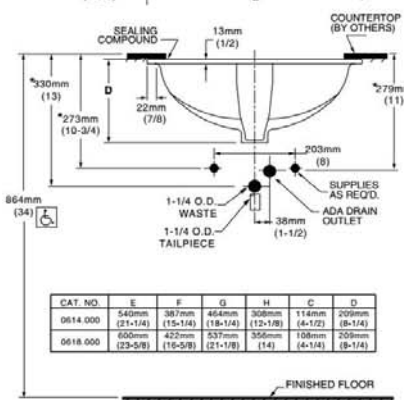 SEALING COMPOUND
13mm (1/2)
COUNTERTOP (BY OTHERS)
*330mm (13)
D
*279mm (11)
22mm (7/8)
*273mm (10-3/4)
203mm (8)
864mm (34)
1-1/4 O.D. WASTE
SUPPLIES AS REQ'D.
1-1/4 O.D. TAILPIECE
38mm (1-1/2)
ADA DRAIN OUTLET
CAT. NO. E F G H C D
0614.000 540mm (21-1/4) 387mm (15-1/4) 464mm (18-1/4) 308mm (12-1/8) 114mm (4-1/2) 209mm (8-1/4)
0618.000 600mm (23-5/8) 422mm (16-5/8) 537mm (21-1/8) 356mm (14) 108mm (4-1/4) 209mm (8-1/4)
FINISHED FLOOR